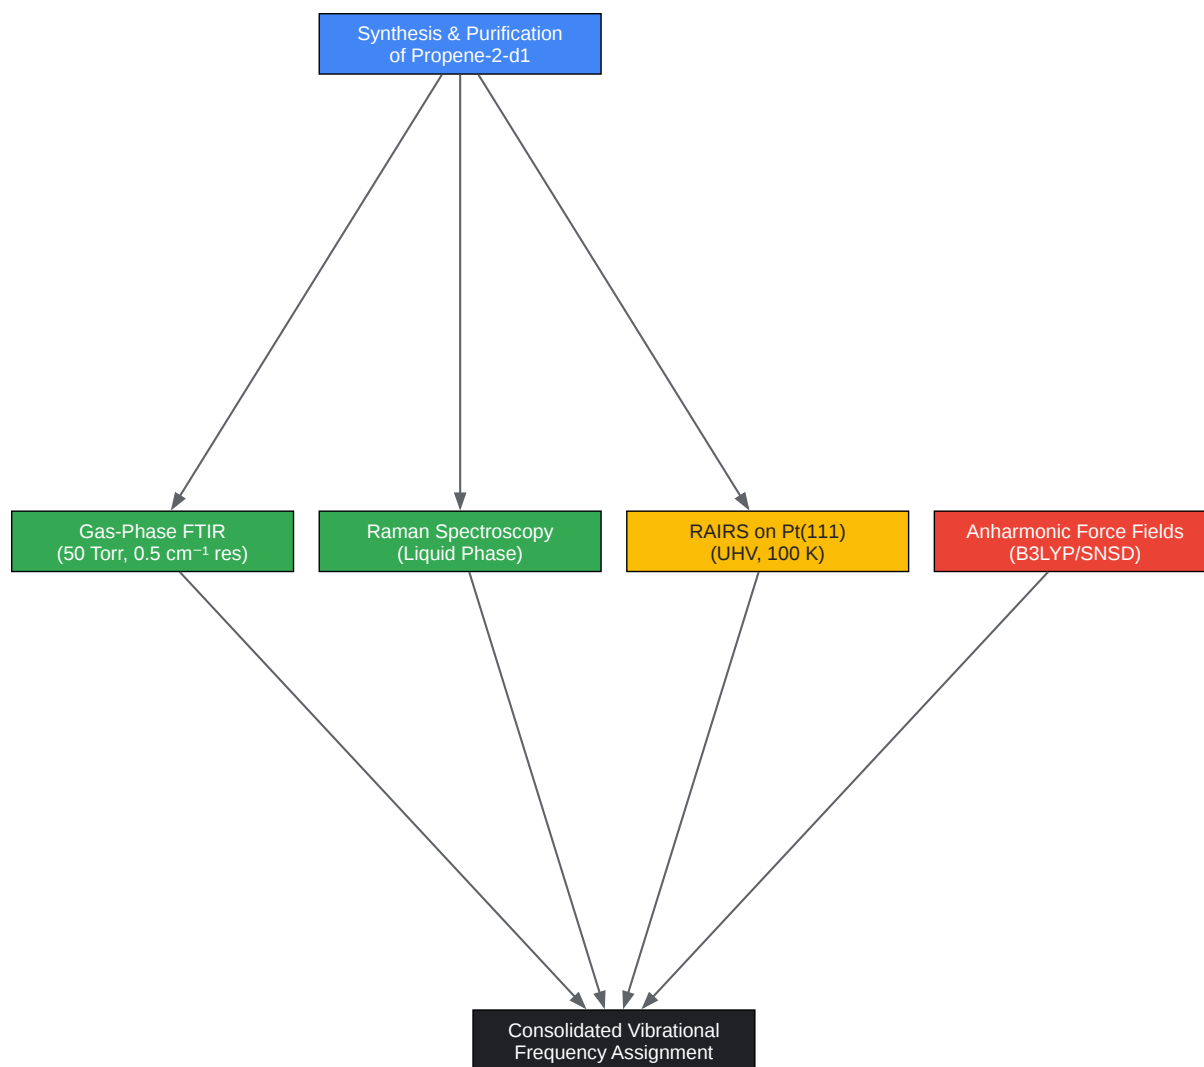 Synthesis & Purification
of Propene-2-d1
Gas-Phase FTIR
(50 Torr, 0.5 cm⁻¹ res)
Raman Spectroscopy
(Liquid Phase)
RAIRS on Pt(111)
(UHV, 100 K)
Anharmonic Force Fields
(B3LYP/SNSD)
Consolidated Vibrational
Frequency Assignment